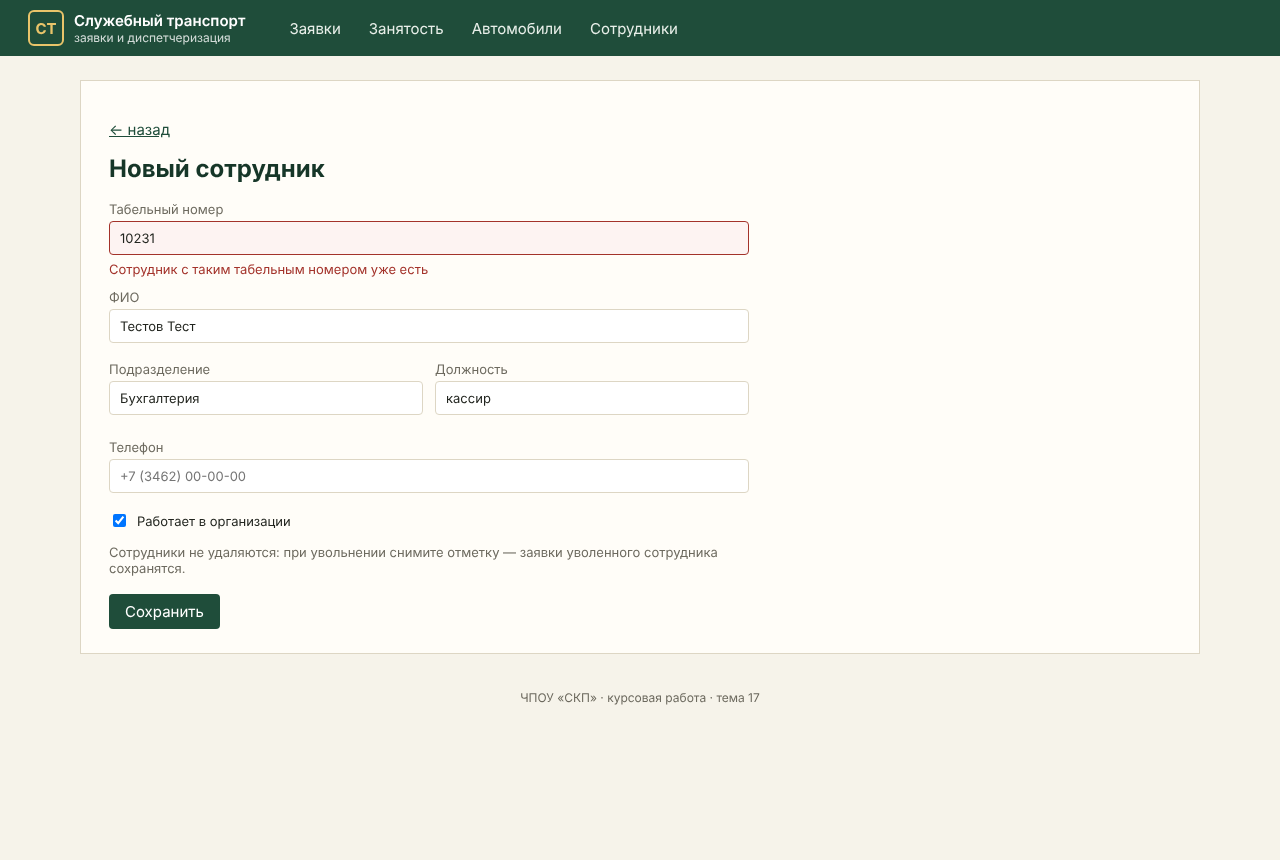 СТ
Служебный транспорт
заявки и диспетчеризация
Заявки
Занятость
Автомобили
Сотрудники
← назад
Новый сотрудник
Табельный номер
10231
Сотрудник с таким табельным номером уже есть
ФИО
Тестов Тест
Подразделение
Должность
Бухгалтерия
кассир
Телефон
+7 (3462) 00-00-00
Работает в организации
Сотрудники не удаляются: при увольнении снимите отметку — заявки уволенного сотрудника
сохранятся.
Сохранить
ЧПОУ «СКП» · курсовая работа · тема 17